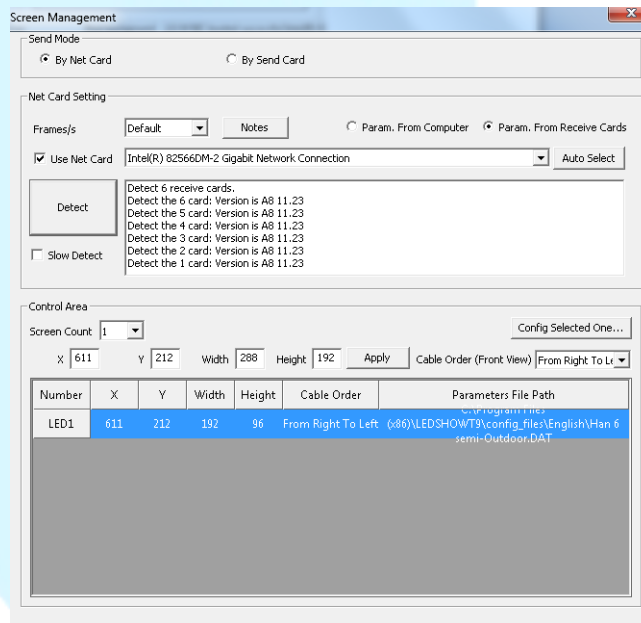 Screen Management
Send Mode
By Net Card
By Send Card
Net Card Setting
Frames/s Default Notes Param. From Computer Param. From Receive Cards
Use Net Card Intel(R) 82566DM-2 Gigabit Network Connection Auto Select
Detect
Detect 6 receive cards.
Detect the 6 card: Version is A8 11.23
Detect the 5 card: Version is A8 11.23
Detect the 4 card: Version is A8 11.23
Detect the 3 card: Version is A8 11.23
Detect the 2 card: Version is A8 11.23
Detect the 1 card: Version is A8 11.23
Slow Detect
Control Area
Screen Count 1 Config Selected One...
X 611 Y 212 Width 288 Height 192 Apply Cable Order (Front View) From Right To Le
Number X Y Width Height Cable Order Parameters File Path
LED1 611 212 192 96 From Right To Left C:\Program Files
(x86)\LEDSHOWT9\config_files\English\Han 6
semi-Outdoor.DAT